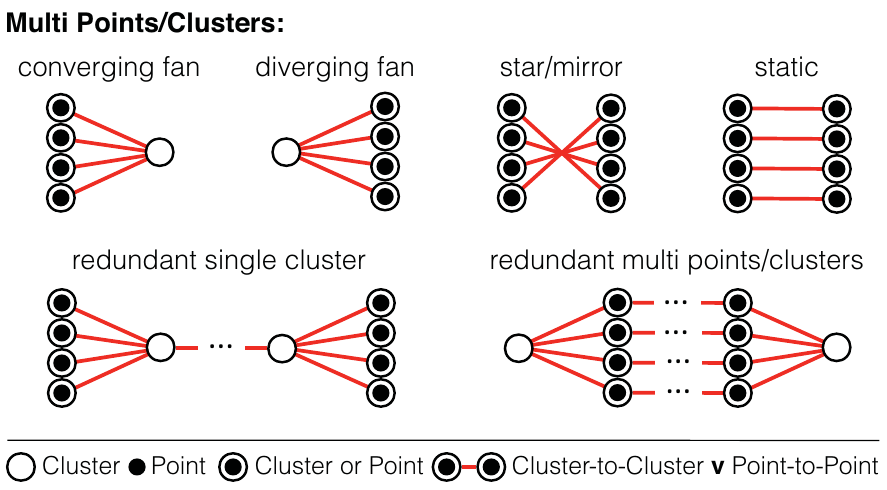 Multi Points/Clusters:
converging fan diverging fan star/mirror static
redundant single cluster redundant multi points/clusters
... ...
...
...
...
Cluster Point Cluster or Point Cluster-to-Cluster v Point-to-Point